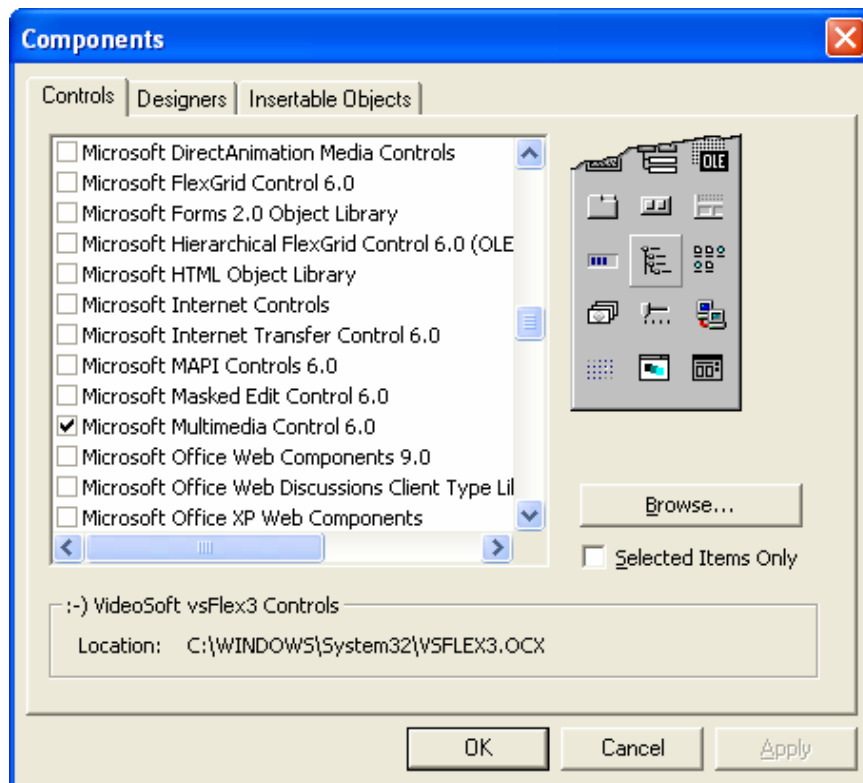 Components
Controls Designers Insertable Objects
Microsoft DirectAnimation Media Controls
Microsoft FlexGrid Control 6.0
Microsoft Forms 2.0 Object Library
Microsoft Hierarchical FlexGrid Control 6.0 (OLE
Microsoft HTML Object Library
Microsoft Internet Controls
Microsoft Internet Transfer Control 6.0
Microsoft MAPI Controls 6.0
Microsoft Masked Edit Control 6.0
Microsoft Multimedia Control 6.0
Microsoft Office Web Components 9.0
Microsoft Office Web Discussions Client Type Lil
Microsoft Office XP Web Components
OLE
Browse...
Selected Items Only
:-) VideoSoft vsFlex3 Controls
Location: C:\WINDOWS\System32\VSFLEX3.OCX
OK Cancel Apply